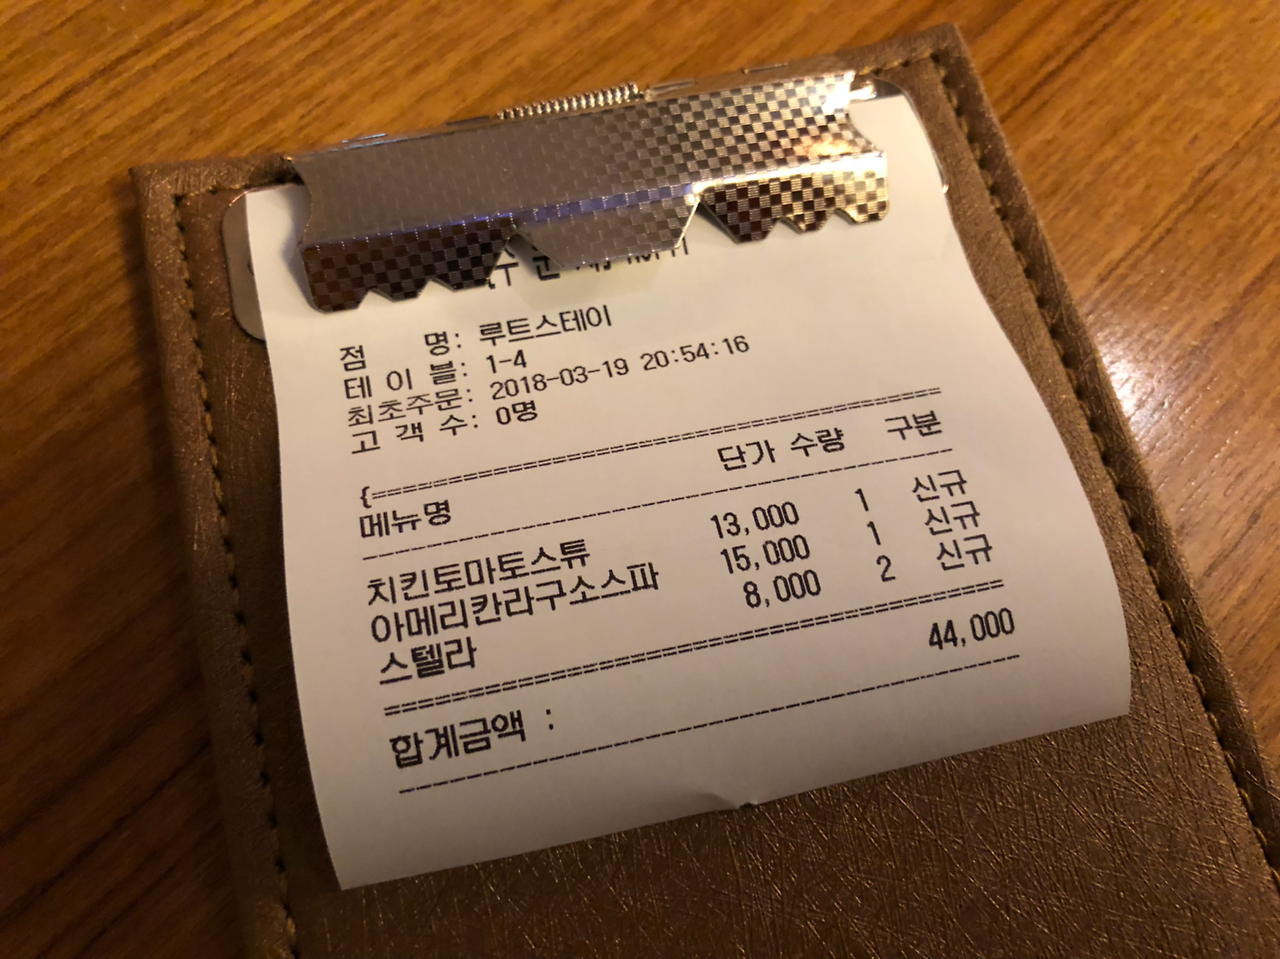 점 명: 루트스테이
테 이 블: 1-4
최초주문: 2018-03-19 20:54:16
고 객 수: 0명
{==================================================
메뉴명 단가 수량 구분
--------------------------------------------------
치킨토마토스튜 13,000 1 신규
아메리칸라구소스파 15,000 1 신규
스텔라 8,000 2 신규
==================================================
합계금액 : 44,000
--------------------------------------------------